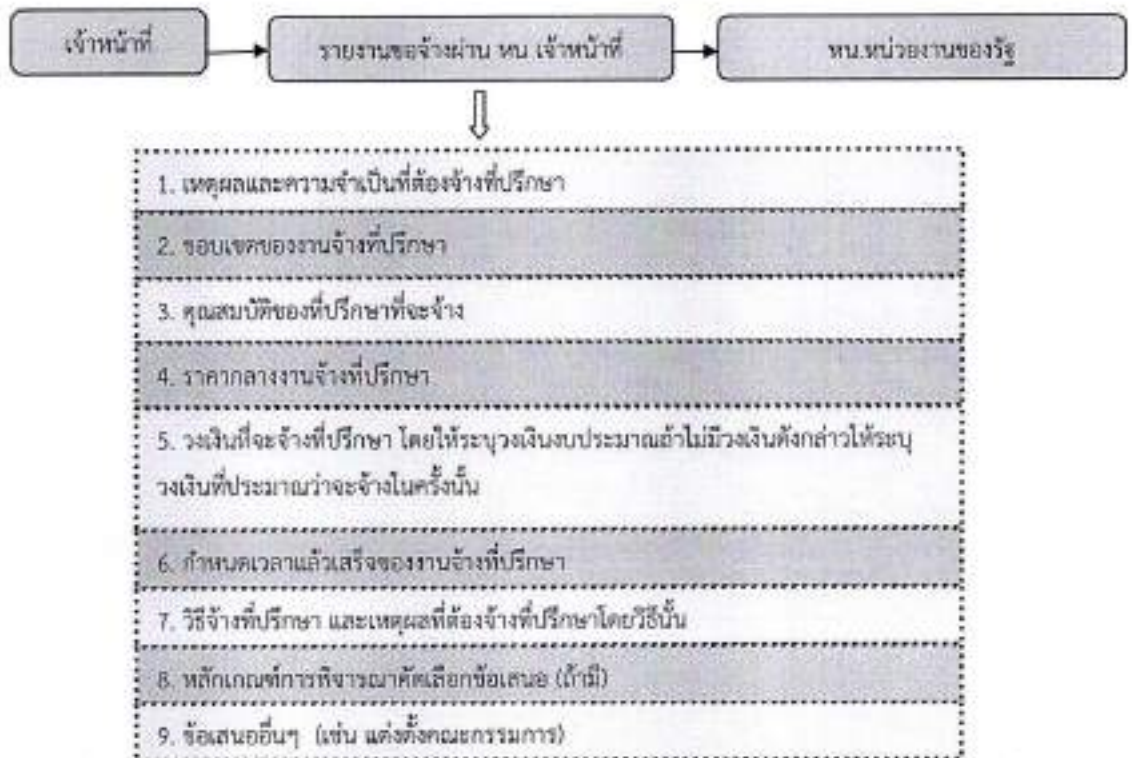 เจ้าหน้าที่
รายงานขอจ้างผ่าน หน เจ้าหน้าที่
หน.หน่วยงานของรัฐ
1. เหตุผลและความจำเป็นที่ต้องจ้างที่ปรึกษา
2. ขอบเขตของงานจ้างที่ปรึกษา
3. คุณสมบัติของที่ปรึกษาที่จะจ้าง
4. ราคากลางงานจ้างที่ปรึกษา
5. วงเงินที่จะจ้างที่ปรึกษา โดยให้ระบุวงเงินงบประมาณถ้าไม่มีวงเงินดังกล่าวให้ระบุ
วงเงินที่ประมาณว่าจะจ้างในครั้งนั้น
6. กำหนดเวลาแล้วเสร็จของงานจ้างที่ปรึกษา
7. วิธีจ้างที่ปรึกษา และเหตุผลที่ต้องจ้างที่ปรึกษาโดยวิธีนั้น
8. หลักเกณฑ์การพิจารณาคัดเลือกข้อเสนอ (ถ้ามี)
9. ข้อเสนออื่นๆ (เช่น แต่งตั้งคณะกรรมการ)